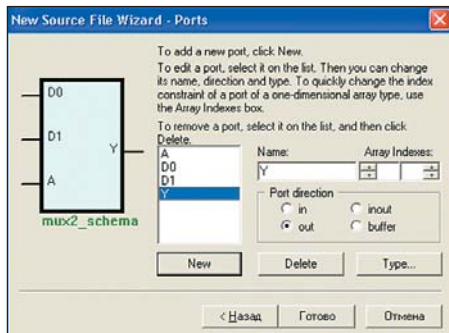 New Source File Wizard - Ports
To add a new port, click New.
To edit a port, select it on the list. Then you can change
its name, direction and type. To quickly change the index
constraint of a port of a one-dimensional array type, use
the Array Indexes box.
To remove a port, select it on the list, and then click
Delete.
D0
D1
A
Y
mux2_schema
A
D0
D1
Y
Name:
Array Indexes:
Y
Port direction
in
inout
out
buffer
New
Delete
Type...
< Назад
Готово
Отмена